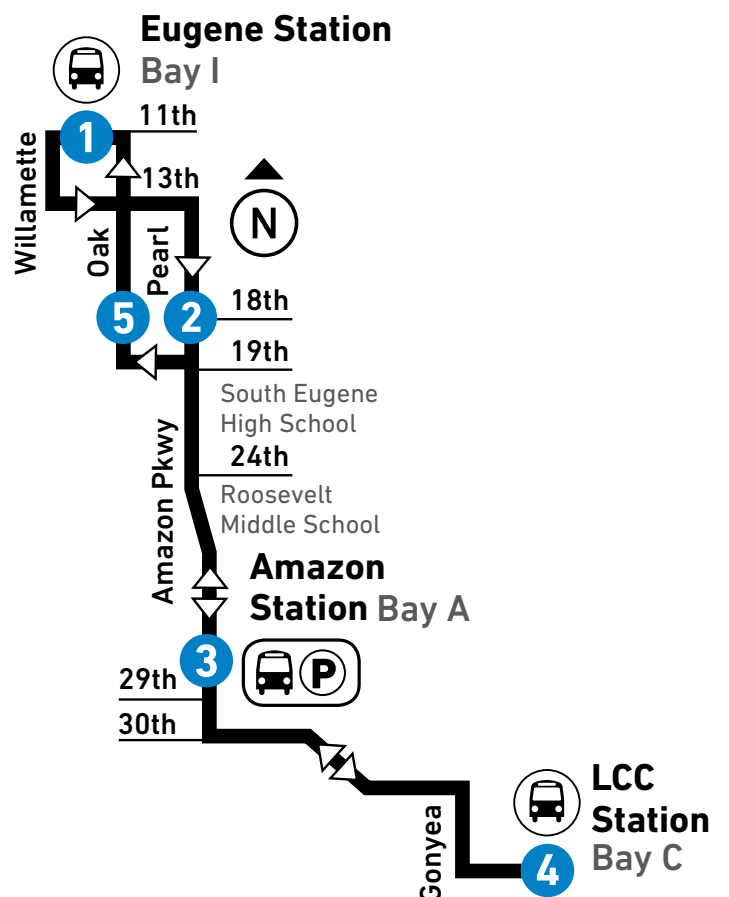 Eugene Station
Bay I
1
11th
Willamette
13th
N
Oak
Pearl
5
2
18th
19th
South Eugene
High School
Amazon Pkwy
24th
Roosevelt
Middle School
Amazon
Station Bay A
3
P
29th
30th
LCC
Station
Bay C
Gonyea
4